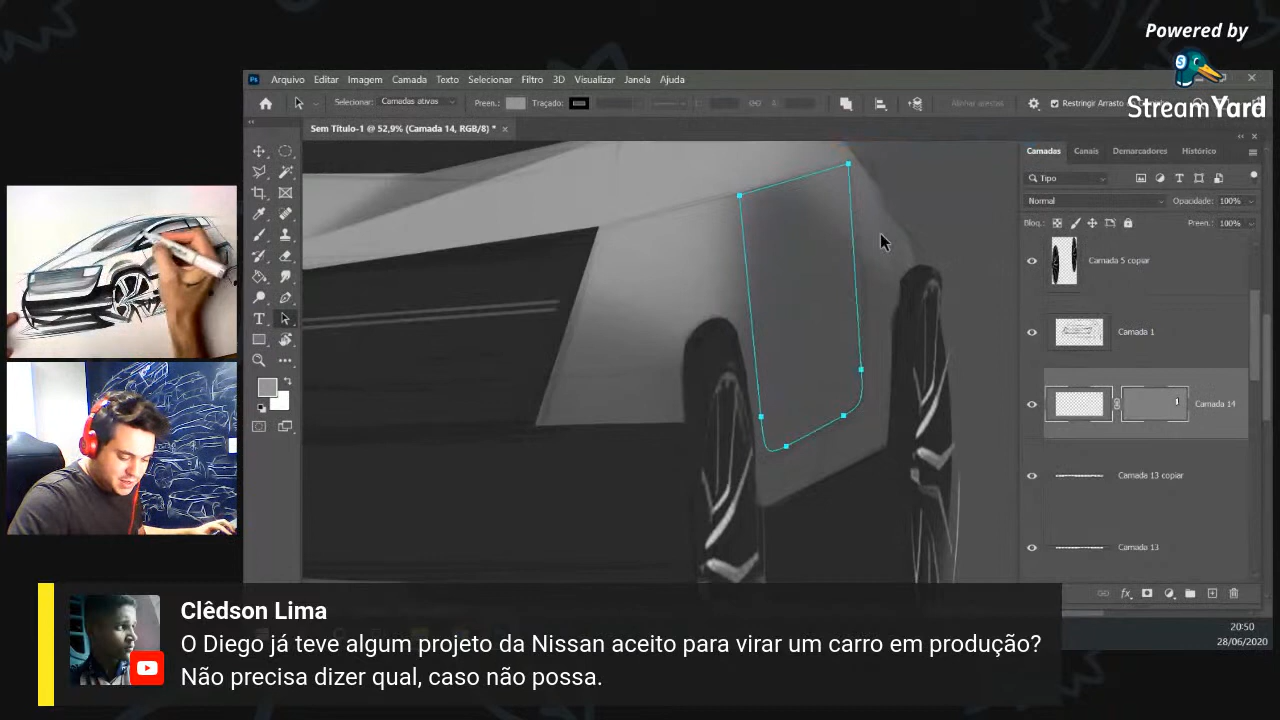 Powered by
StreamYard
Ps Arquivo Editar Imagem Camada Texto Selecionar Filtro 3D Visualizar Janela Ajuda
Selecionar: Camadas ativas Preen.: Traçado: Alinhar arestas Restringir Arrasto
Sem Título-1 @ 52,9% (Camada 14, RGB/8) *
Camadas Canais Demarcadores Histórico
Tipo
Normal Opacidade: 100%
Bloq.: Preen.: 100%
Camada 5 copiar
Camada 1
Camada 14
Camada 13 copiar
Camada 13
20:50
28/06/2020
Clêdson Lima
O Diego já teve algum projeto da Nissan aceito para virar um carro em produção?
Não precisa dizer qual, caso não possa.